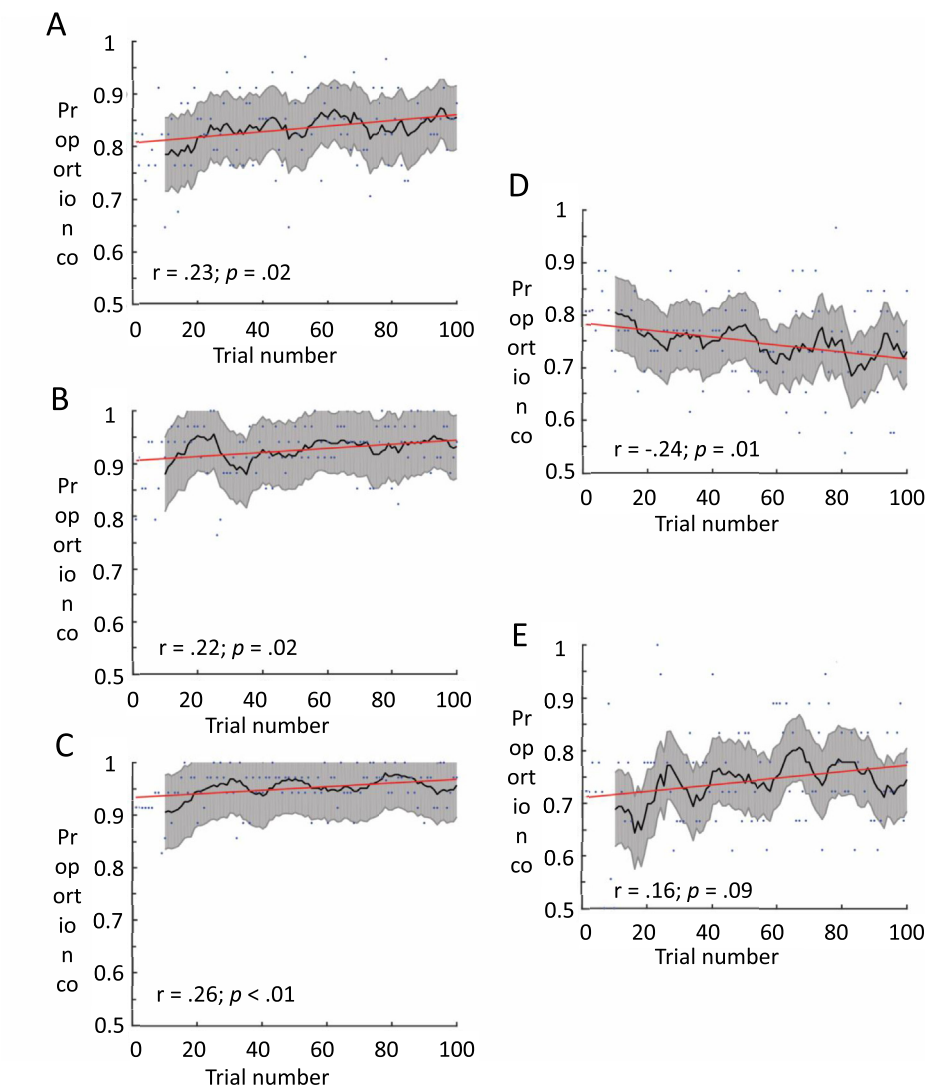 A
1
0.9
0.8
0.7
0.6
0.5
Pr
op
ort
io
n
co
r = .23; p = .02
0 20 40 60 80 100
Trial number
B
1
0.9
0.8
0.7
0.6
0.5
Pr
op
ort
io
n
co
r = .22; p = .02
0 20 40 60 80 100
Trial number
C
1
0.9
0.8
0.7
0.6
0.5
Pr
op
ort
io
n
co
r = .26; p < .01
0 20 40 60 80 100
Trial number
D
1
0.9
0.8
0.7
0.6
0.5
Pr
op
ort
io
n
co
r = -.24; p = .01
0 20 40 60 80 100
Trial number
E
1
0.9
0.8
0.7
0.6
0.5
Pr
op
ort
io
n
co
r = .16; p = .09
0 20 40 60 80 100
Trial number